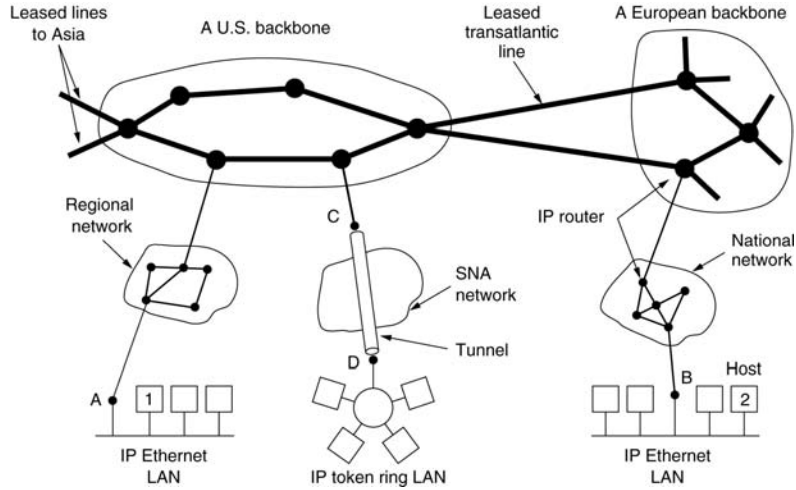 Leased lines
to Asia
A U.S. backbone
Leased
transatlantic
line
A European backbone
Regional
network
C
SNA
network
Tunnel
D
IP router
National
network
A
1
B
Host
2
IP Ethernet
LAN
IP token ring LAN
IP Ethernet
LAN